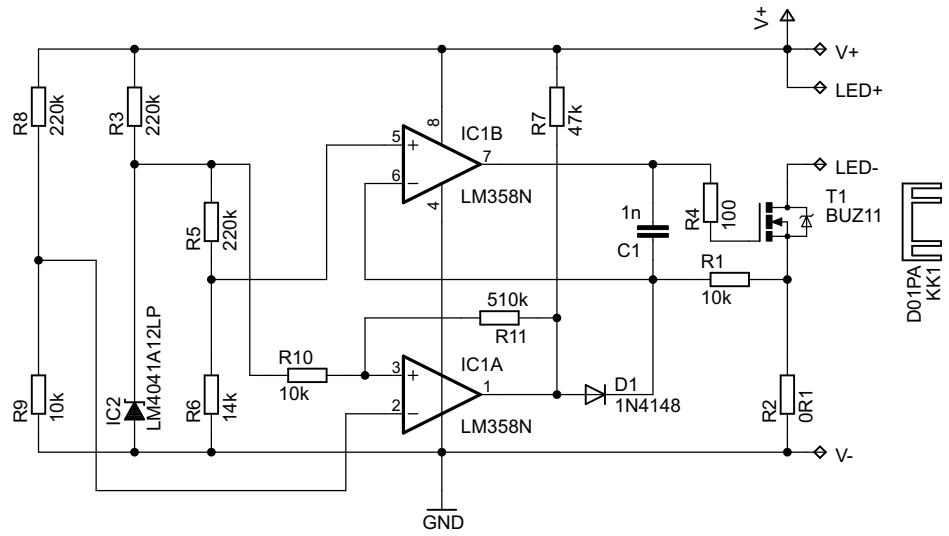 V+
V+
LED+
R8
220k
R3
220k
8
IC1B
R7
47k
5
+
7
6
−
4
LM358N
LED-
T1
BUZ11
R5
220k
R4
100
1n
C1
R1
10k
D01PA
KK1
510k
R11
R10
10k
IC1A
3
+
1
2
−
LM358N
D1
1N4148
R9
10k
IC2
LM4041A12LP
R6
14k
R2
0R1
V-
GND